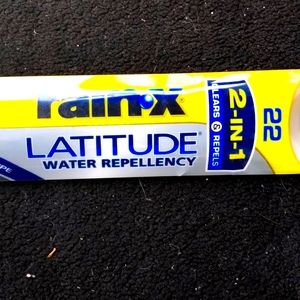 rain-x
LATITUDE
WATER REPELLENCY
2-IN-1
CLEARS & REPELS
22